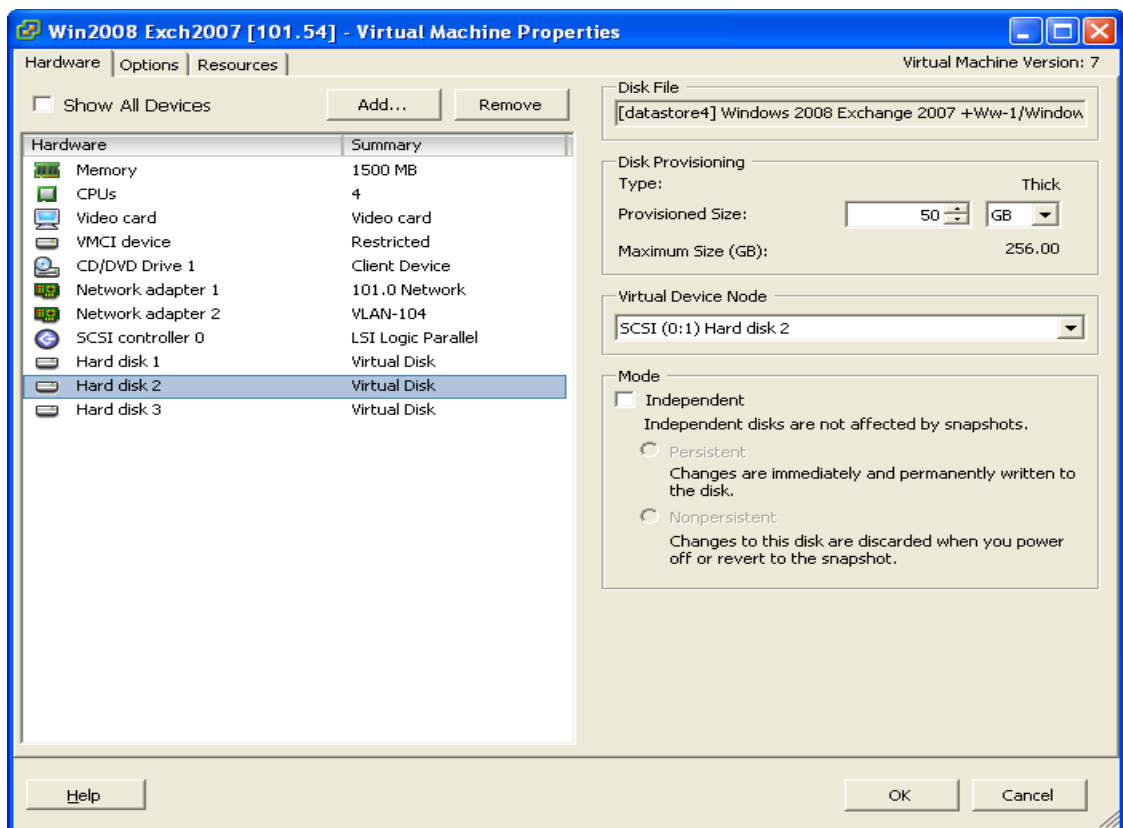 Win2008 Exch2007 [101.54] - Virtual Machine Properties
Hardware Options Resources Virtual Machine Version: 7
Show All Devices Add... Remove
Hardware Summary
Memory 1500 MB
CPUs 4
Video card Video card
VMCI device Restricted
CD/DVD Drive 1 Client Device
Network adapter 1 101.0 Network
Network adapter 2 VLAN-104
SCSI controller 0 LSI Logic Parallel
Hard disk 1 Virtual Disk
Hard disk 2 Virtual Disk
Hard disk 3 Virtual Disk
Disk File
[datastore4] Windows 2008 Exchange 2007 +Ww-1/Window
Disk Provisioning
Type: Thick
Provisioned Size: 50 GB
Maximum Size (GB): 256.00
Virtual Device Node
SCSI (0:1) Hard disk 2
Mode
Independent
Independent disks are not affected by snapshots.
Persistent
Changes are immediately and permanently written to
the disk.
Nonpersistent
Changes to this disk are discarded when you power
off or revert to the snapshot.
Help OK Cancel